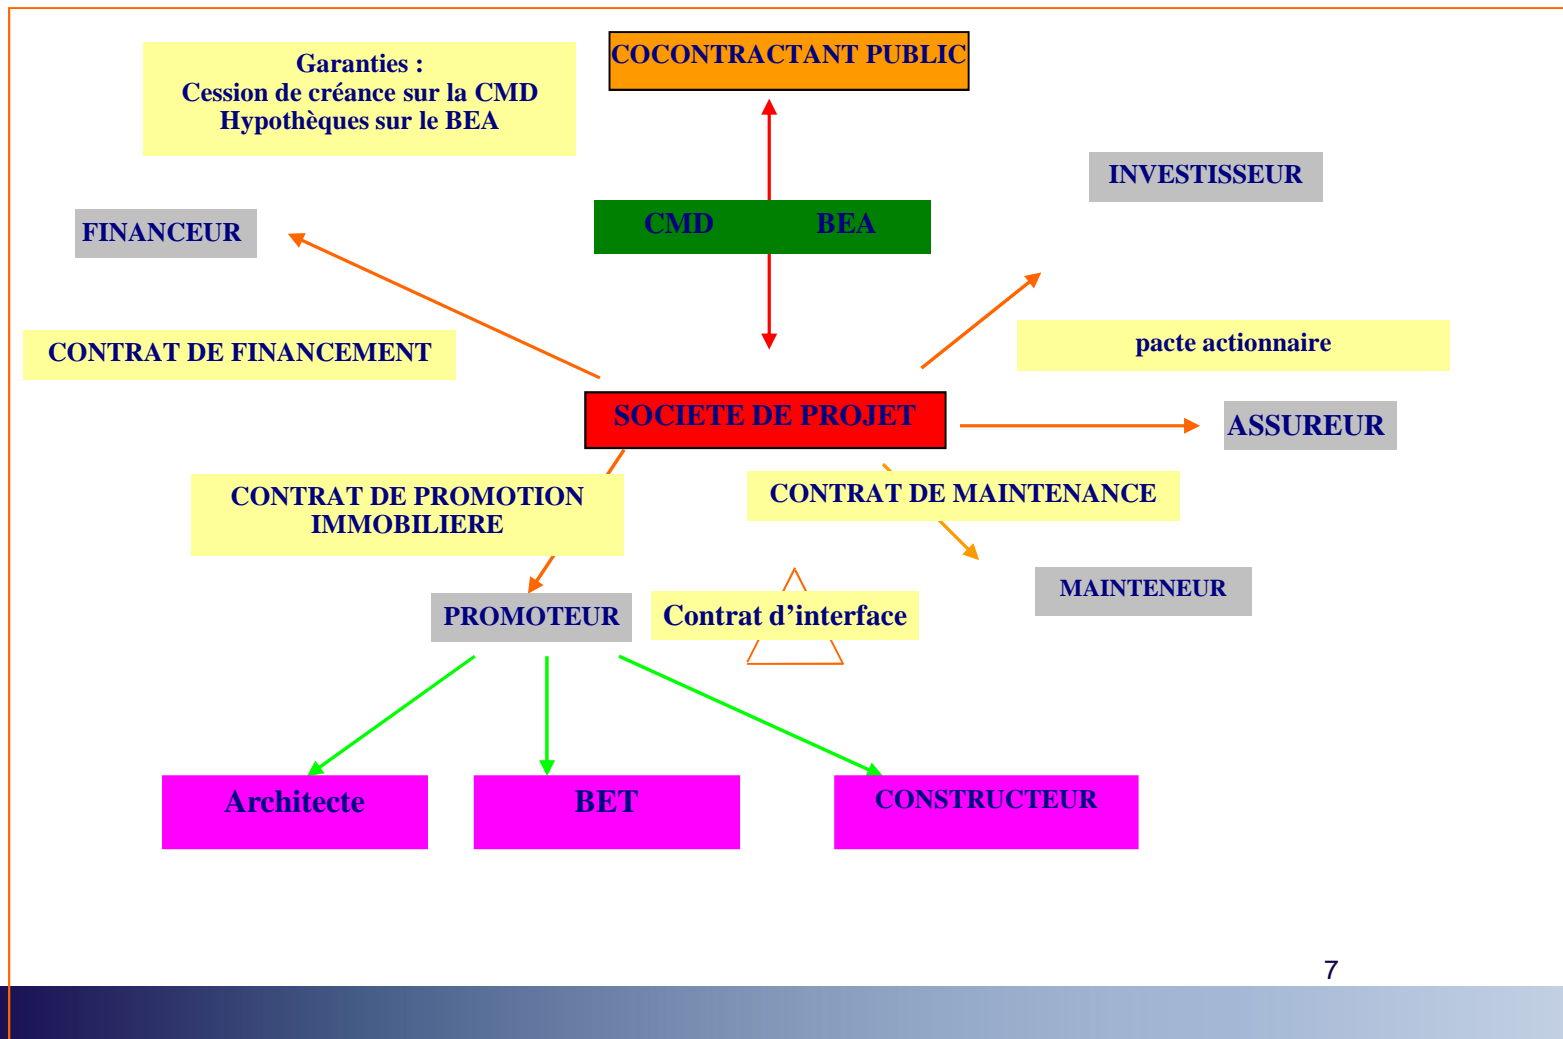 Garanties :
Cession de créance sur la CMD
Hypothèques sur le BEA
COCONTRACTANT PUBLIC
INVESTISSEUR
FINANCEUR
CMD BEA
CONTRAT DE FINANCEMENT
pacte actionnaire
SOCIETE DE PROJET
ASSUREUR
CONTRAT DE PROMOTION
IMMOBILIERE
CONTRAT DE MAINTENANCE
PROMOTEUR
Contrat d’interface
MAINTENEUR
Architecte
BET
CONSTRUCTEUR
7